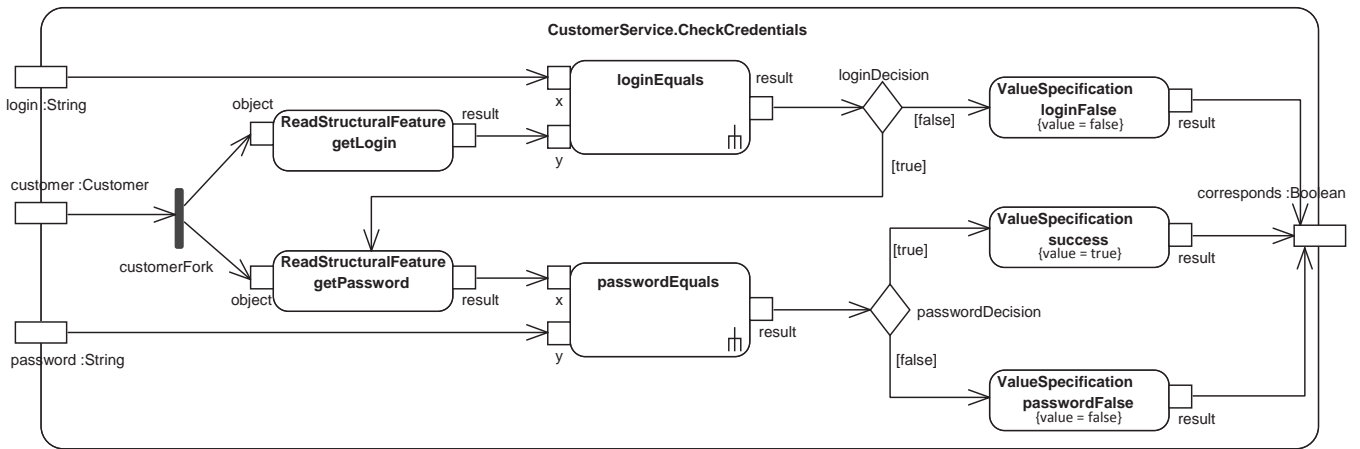 CustomerService.CheckCredentials
login :String
x
y
loginEquals
result
loginDecision
[false]
[true]
ValueSpecification
loginFalse
{value = false}
result
object
ReadStructuralFeature
getLogin
result
customer :Customer
customerFork
corresponds :Boolean
object
ReadStructuralFeature
getPassword
result
x
y
passwordEquals
result
[true]
passwordDecision
[false]
ValueSpecification
success
{value = true}
result
password :String
ValueSpecification
passwordFalse
{value = false}
result